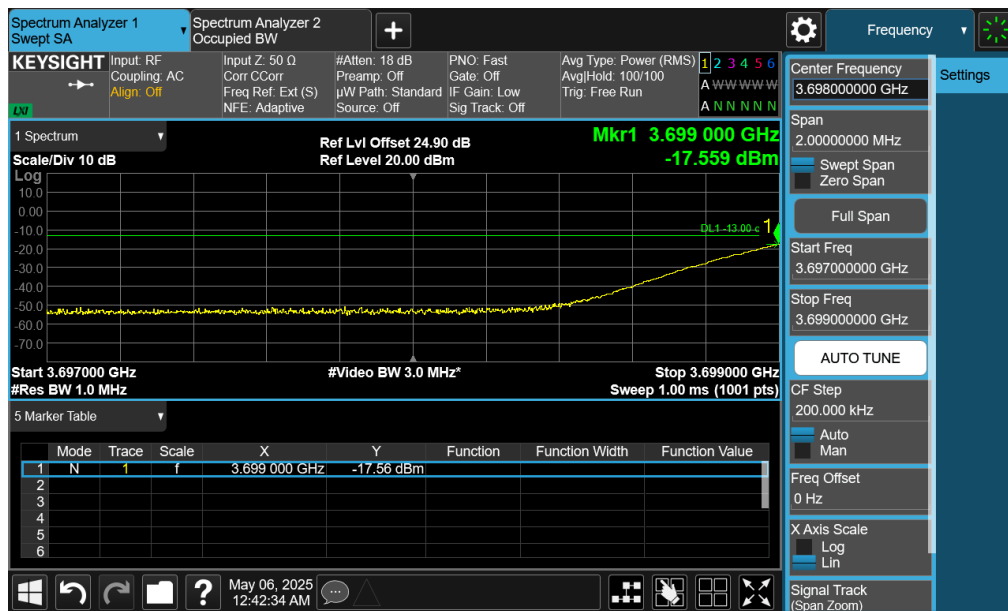 Spectrum Analyzer 1
Swept SA
Spectrum Analyzer 2
Occupied BW
Frequency
KEYSIGHT
LXI
Input: RF
Coupling: AC
Align: Off
Input Z: 50 Ω
Corr CCorr
Freq Ref: Ext (S)
NFE: Adaptive
#Atten: 18 dB
Preamp: Off
µW Path: Standard
Source: Off
PNO: Fast
Gate: Off
IF Gain: Low
Sig Track: Off
Avg Type: Power (RMS)
Avg|Hold: 100/100
Trig: Free Run
1 2 3 4 5 6
A W W W W W
A N N N N N
1 Spectrum
Scale/Div 10 dB
Ref Lvl Offset 24.90 dB
Ref Level 20.00 dBm
Mkr1 3.699 000 GHz
-17.559 dBm
Log
10.0
0.00
-10.0
-20.0
-30.0
-40.0
-50.0
-60.0
-70.0
DL1 -13.00 c
1
Start 3.697000 GHz
#Video BW 3.0 MHz*
Stop 3.699000 GHz
#Res BW 1.0 MHz
Sweep 1.00 ms (1001 pts)
5 Marker Table
Mode Trace Scale X Y Function Function Width Function Value
1 N 1 f 3.699 000 GHz -17.56 dBm
2
3
4
5
6
May 06, 2025
12:42:34 AM
?
Center Frequency
3.698000000 GHz
Settings
Span
2.00000000 MHz
Swept Span
Zero Span
Full Span
Start Freq
3.697000000 GHz
Stop Freq
3.699000000 GHz
AUTO TUNE
CF Step
200.000 kHz
Auto
Man
Freq Offset
0 Hz
X Axis Scale
Log
Lin
Signal Track
(Span Zoom)